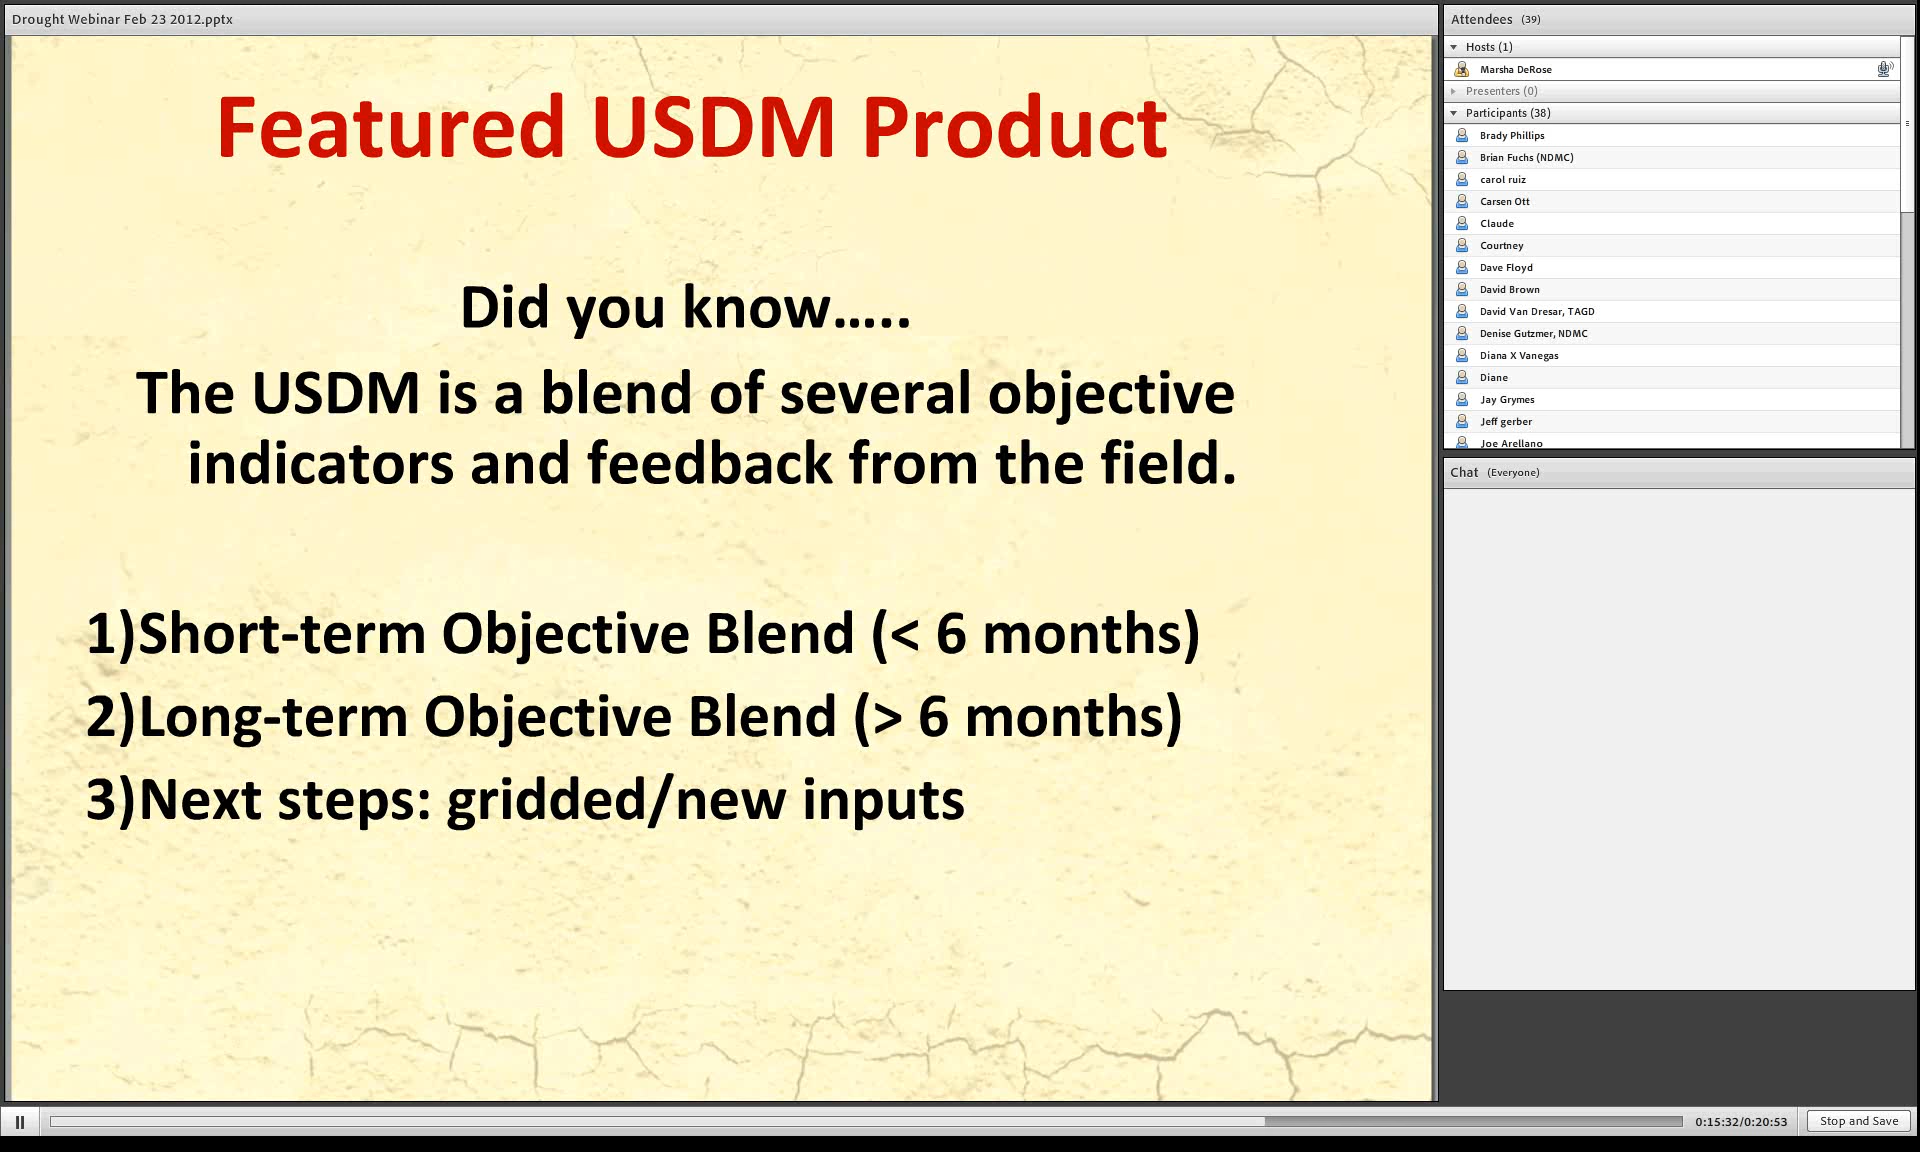 Drought Webinar Feb 23 2012.pptx
Featured USDM Product
Did you know.....
The USDM is a blend of several objective
indicators and feedback from the field.
1)Short-term Objective Blend (< 6 months)
2)Long-term Objective Blend (> 6 months)
3)Next steps: gridded/new inputs
Attendees (39)
Hosts (1)
Marsha DeRose
Presenters (0)
Participants (38)
Brady Phillips
Brian Fuchs (NDMC)
carol ruiz
Carsen Ott
Claude
Courtney
Dave Floyd
David Brown
David Van Dresar, TAGD
Denise Gutzmer, NDMC
Diana X Vanegas
Diane
Jay Grymes
Jeff gerber
Joe Arellano
Chat (Everyone)
0:15:32/0:20:53
Stop and Save